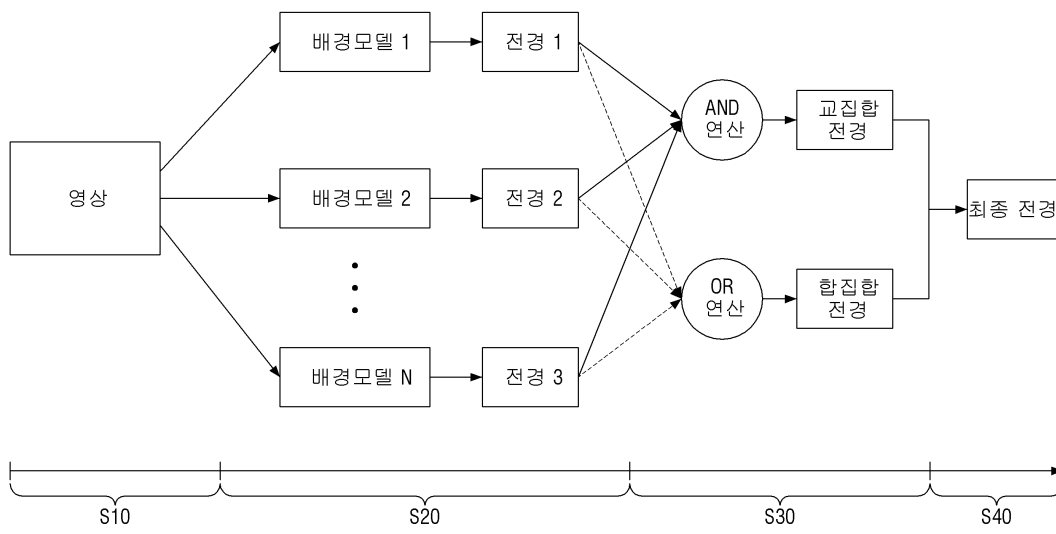 영상
배경모델 1
전경 1
배경모델 2
전경 2
배경모델 N
전경 3
AND
연산
교집합
전경
OR
연산
합집합
전경
최종 전경
S10
S20
S30
S40